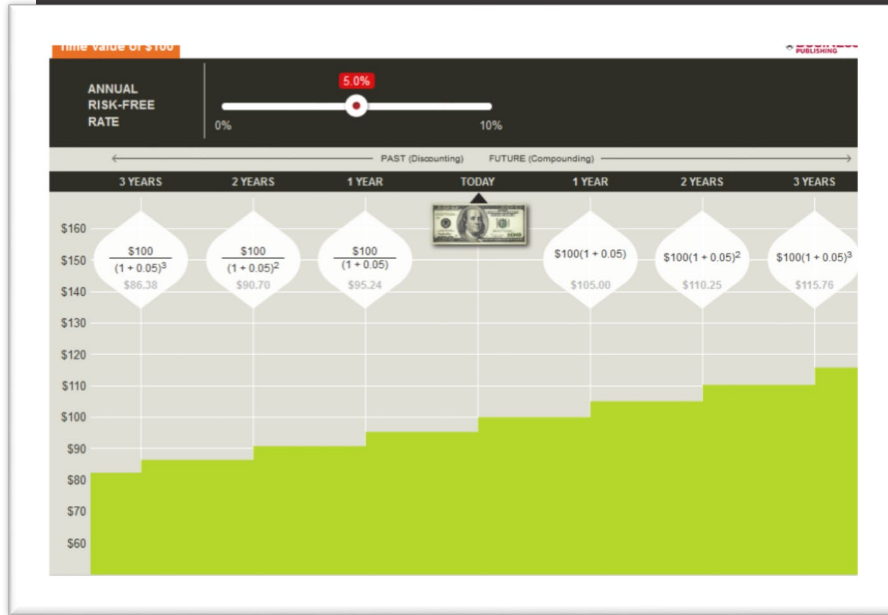 Time Value of $100
BUSINESS
PUBLISHING
ANNUAL
RISK-FREE
RATE
5.0%
0%
10%
PAST (Discounting) FUTURE (Compounding)
3 YEARS 2 YEARS 1 YEAR TODAY 1 YEAR 2 YEARS 3 YEARS
$160
$150
$140
$130
$120
$110
$100
$90
$80
$70
$60
$100
(1 + 0.05)³
$86.38
$100
(1 + 0.05)²
$90.70
$100
(1 + 0.05)
$95.24
$100(1 + 0.05)
$105.00
$100(1 + 0.05)²
$110.25
$100(1 + 0.05)³
$115.76